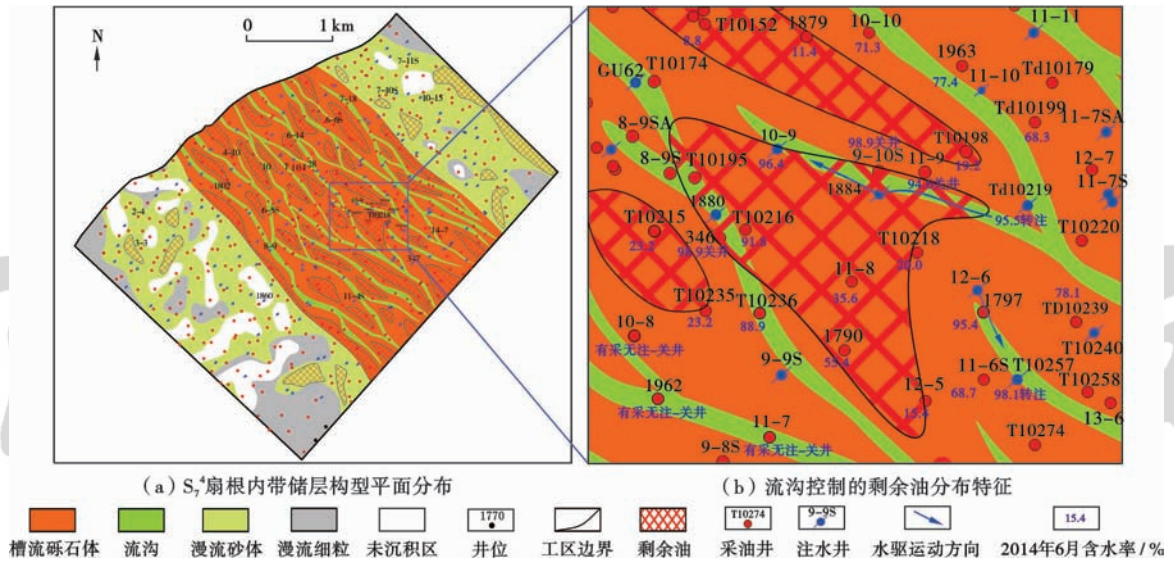 N
0 1 km
7-11S
7-10S
10-15
7-18
6-6S
6-14
4-10
10
1802
6-5S
2-4
3-3
8-9
14-7
347
1860
11-4S
T10152
1879
10-10
11-11
8.8
11.4
71.3
1963
GU62
T10174
77.4
11-10
Td10179
8-9SA
10-9
98.9关井
T10198
Td10199
11-7SA
68.3
8-9S
T10195
96.4
9-10S
11-9
19.2
12-7
1884
94.6关井
Td10219
11-7S
1880
95.5转注
T10215
T10216
T10220
23.2
346
91.8
T10218
98.9关井
20.0
11-8
12-6
T10235
T10236
35.6
1797
78.1
TD10239
10-8
23.2
88.9
95.4
有采无注-关井
1790
T10240
55.4
9-9S
11-6S
T10257
1962
12-5
68.7
98.1转注
T10258
有采无注-关井
15.4
11-7
13-6
9-8S
有采无注-关井
T10274
(a) S₇⁴扇根内带储层构型平面分布
(b) 流沟控制的剩余油分布特征
1770
T10274
9-9S
15.4
槽流砾石体 流沟 漫流砂体 漫流细粒 未沉积区 井位 工区边界 剩余油 采油井 注水井 水驱运动方向 2014年6月含水率/%